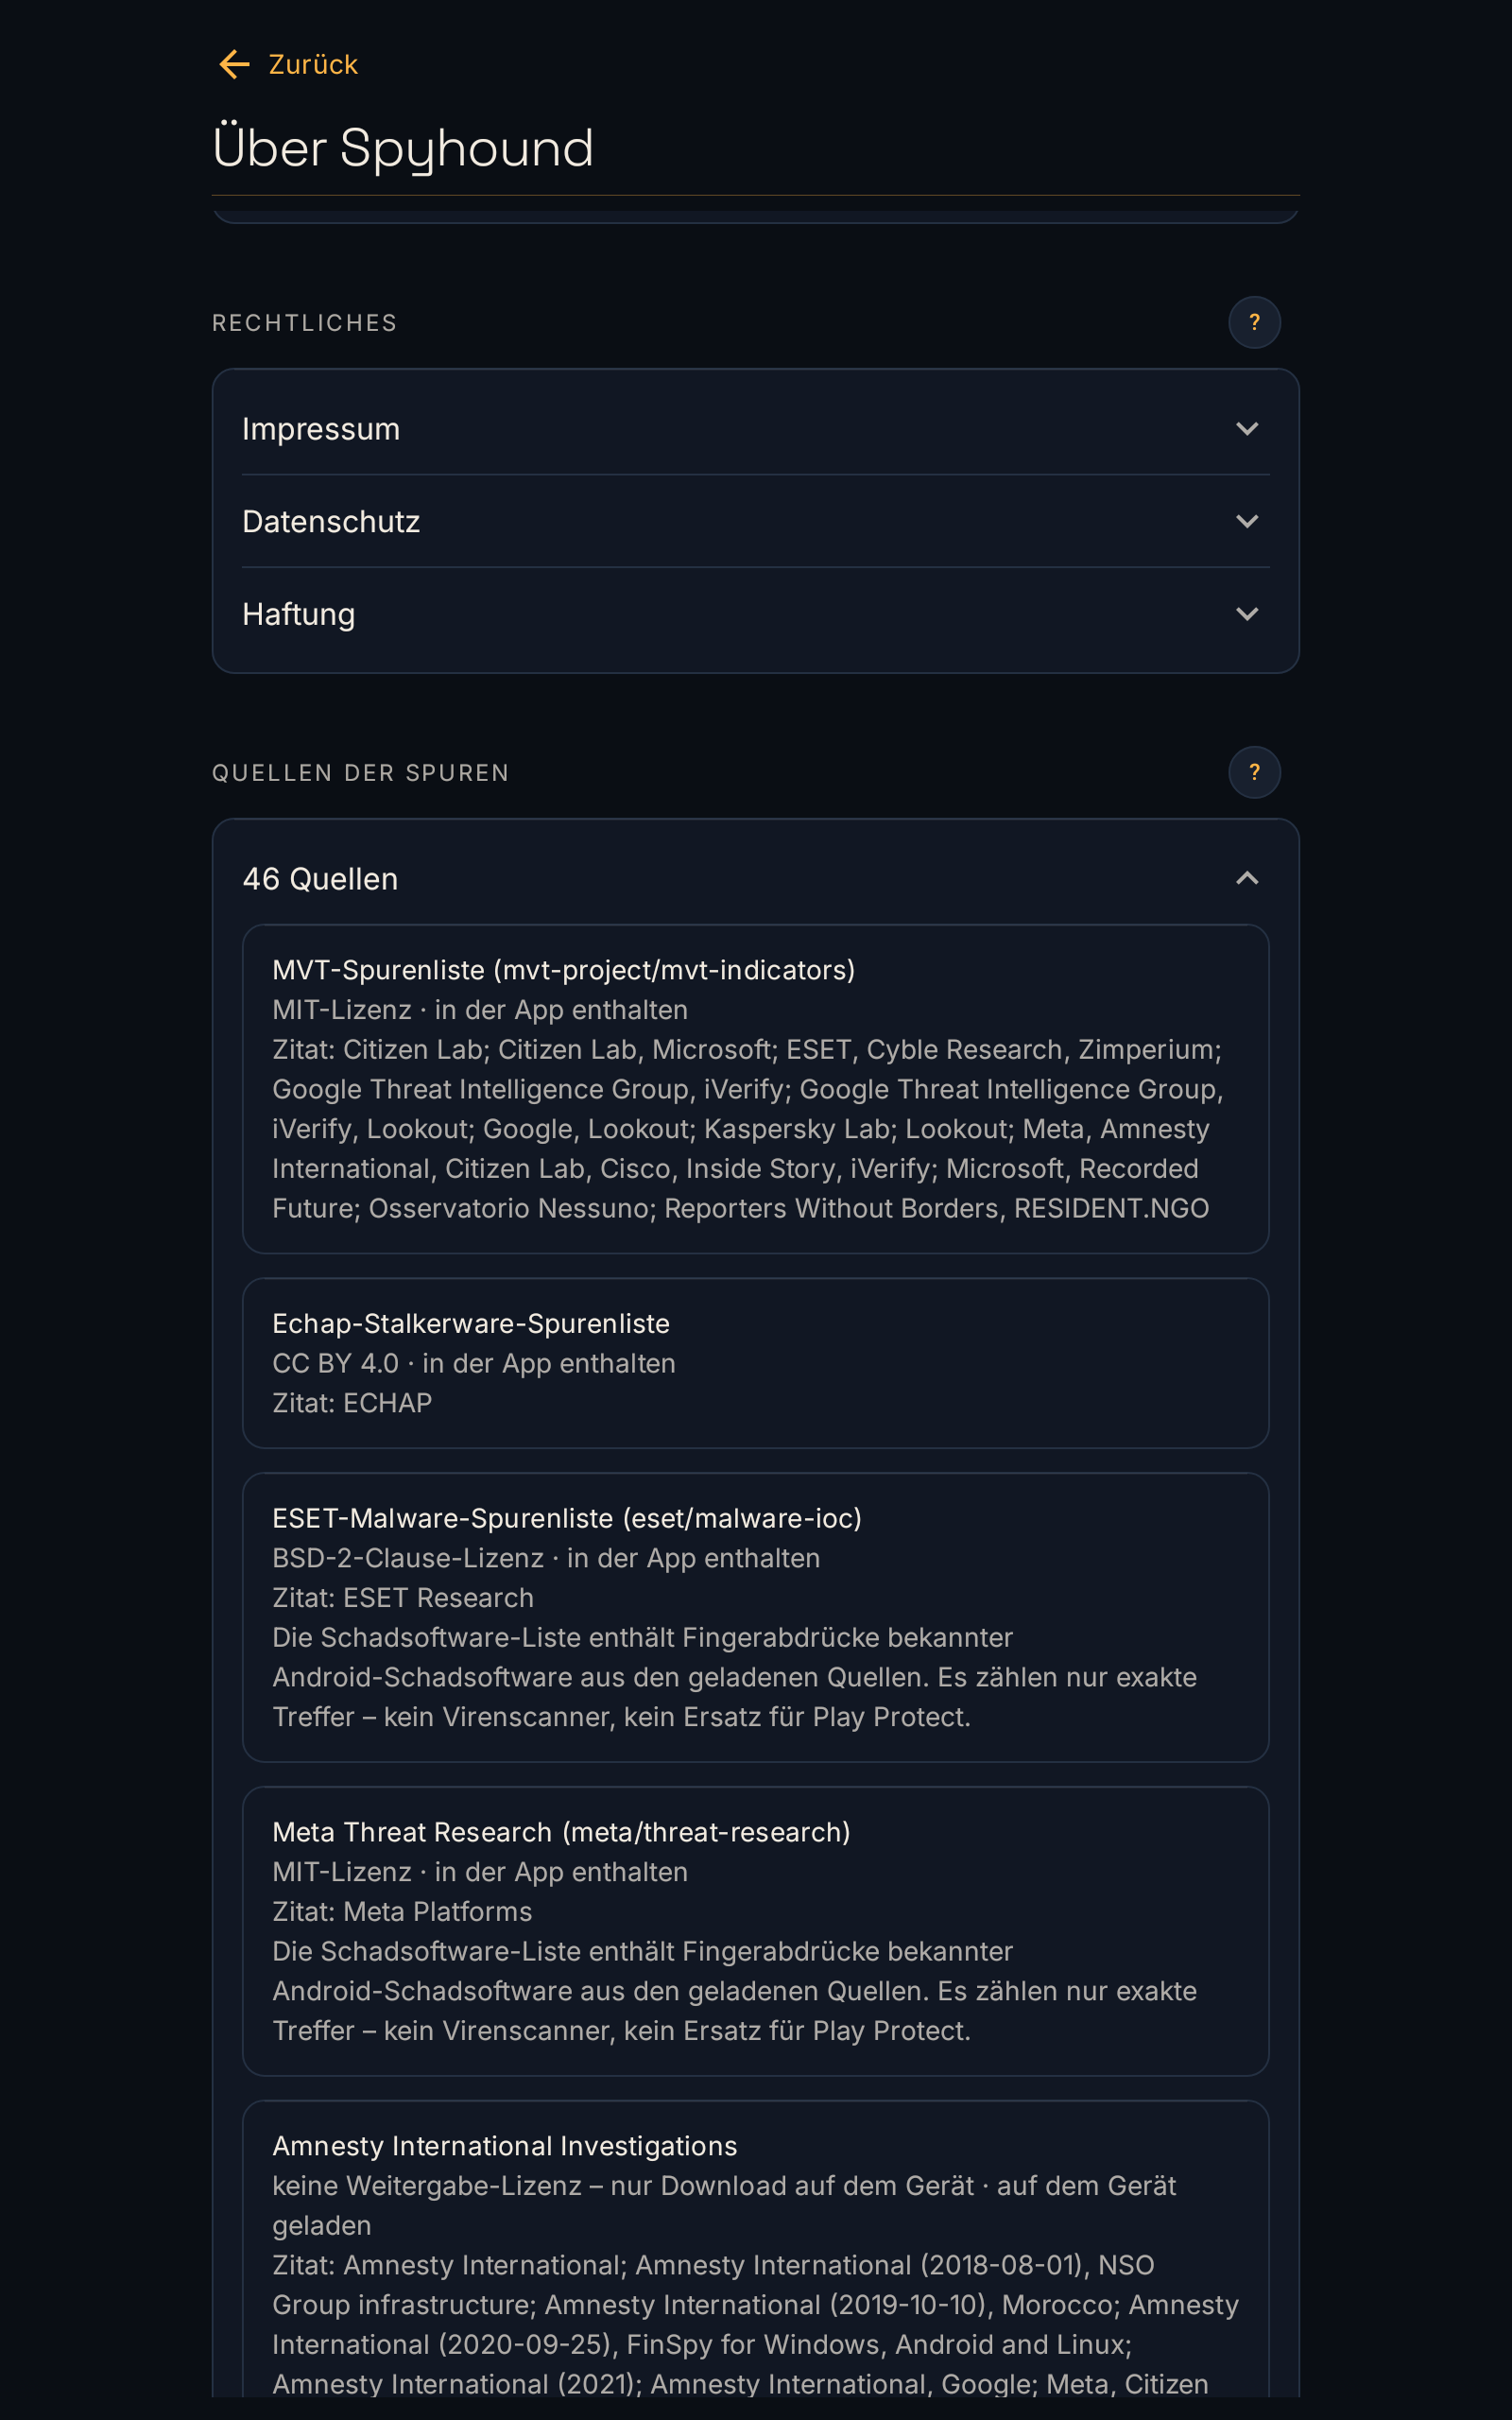 Zurück
Über Spyhound
RECHTLICHES
?
Impressum
Datenschutz
Haftung
QUELLEN DER SPUREN
?
46 Quellen
MVT-Spurenliste (mvt-project/mvt-indicators)
MIT-Lizenz · in der App enthalten
Zitat: Citizen Lab; Citizen Lab, Microsoft; ESET, Cyble Research, Zimperium;
Google Threat Intelligence Group, iVerify; Google Threat Intelligence Group,
iVerify, Lookout; Google, Lookout; Kaspersky Lab; Lookout; Meta, Amnesty
International, Citizen Lab, Cisco, Inside Story, iVerify; Microsoft, Recorded
Future; Osservatorio Nessuno; Reporters Without Borders, RESIDENT.NGO
Echap-Stalkerware-Spurenliste
CC BY 4.0 · in der App enthalten
Zitat: ECHAP
ESET-Malware-Spurenliste (eset/malware-ioc)
BSD-2-Clause-Lizenz · in der App enthalten
Zitat: ESET Research
Die Schadsoftware-Liste enthält Fingerabdrücke bekannter
Android-Schadsoftware aus den geladenen Quellen. Es zählen nur exakte
Treffer – kein Virenscanner, kein Ersatz für Play Protect.
Meta Threat Research (meta/threat-research)
MIT-Lizenz · in der App enthalten
Zitat: Meta Platforms
Die Schadsoftware-Liste enthält Fingerabdrücke bekannter
Android-Schadsoftware aus den geladenen Quellen. Es zählen nur exakte
Treffer – kein Virenscanner, kein Ersatz für Play Protect.
Amnesty International Investigations
keine Weitergabe-Lizenz – nur Download auf dem Gerät · auf dem Gerät
geladen
Zitat: Amnesty International; Amnesty International (2018-08-01), NSO
Group infrastructure; Amnesty International (2019-10-10), Morocco; Amnesty
International (2020-09-25), FinSpy for Windows, Android and Linux;
Amnesty International (2021); Amnesty International, Google; Meta, Citizen